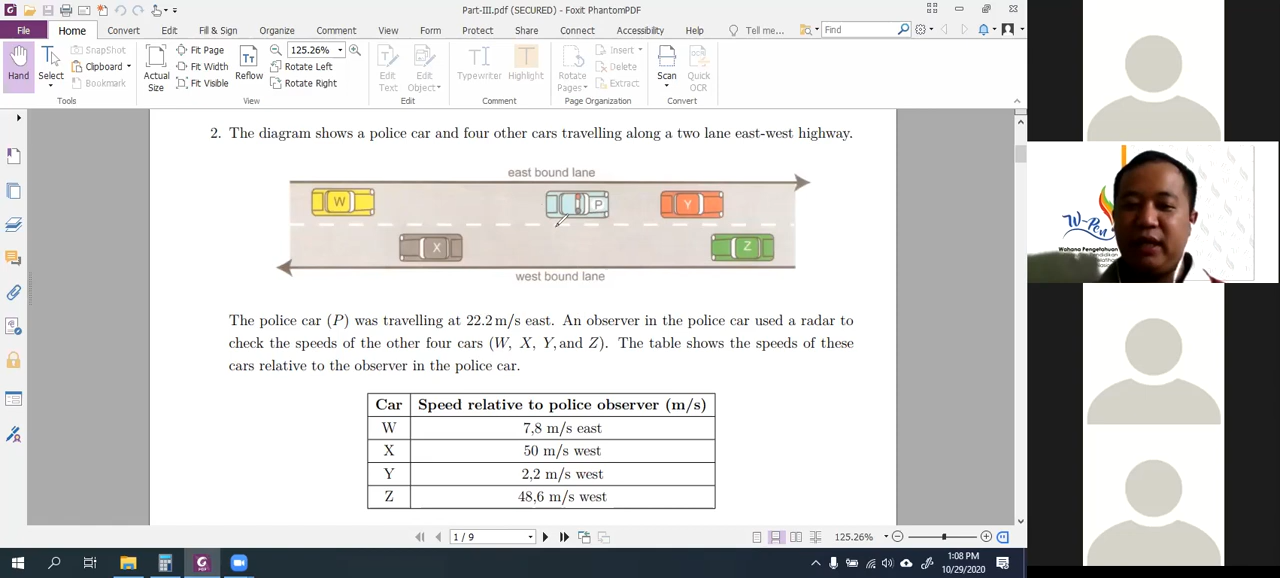 Part-III.pdf (SECURED) - Foxit PhantomPDF
File Home Convert Edit Fill & Sign Organize Comment View Form Protect Share Connect Accessibility Help Tell me... Find
Hand
Select
SnapShot
Clipboard
Bookmark
Tools
Actual Size
Fit Page
Fit Width
Fit Visible
Reflow
125.26%
Rotate Left
Rotate Right
View
Edit Text
Edit Object
Edit
Typewriter
Highlight
Comment
Rotate Pages
Insert
Delete
Extract
Page Organization
Scan
Quick OCR
Convert
2. The diagram shows a police car and four other cars travelling along a two lane east-west highway.
east bound lane
W P Y
X Z
west bound lane
The police car (P) was travelling at 22.2 m/s east. An observer in the police car used a radar to
check the speeds of the other four cars (W, X, Y, and Z). The table shows the speeds of these
cars relative to the observer in the police car.
Car Speed relative to police observer (m/s)
W 7,8 m/s east
X 50 m/s west
Y 2,2 m/s west
Z 48,6 m/s west
1 / 9
125.26%
1:08 PM
10/29/2020
W-Pen
Wahana Pengetahuan